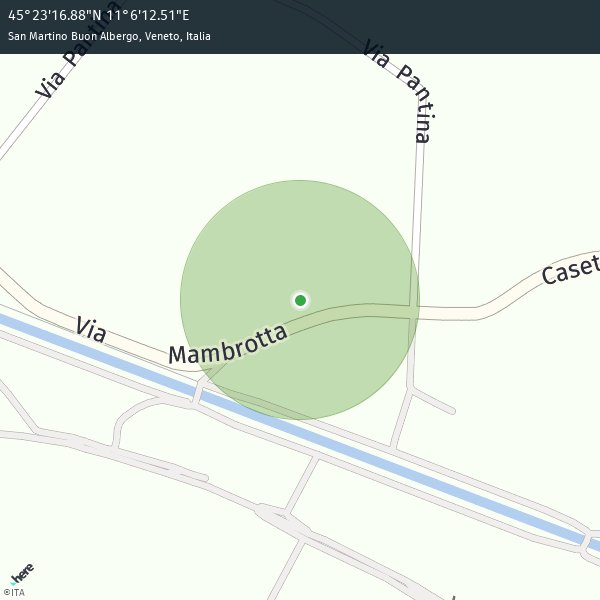 45°23'16.88"N 11°6'12.51"E
San Martino Buon Albergo, Veneto, Italia
Via Pantina
Via Pantina
Caset
Via Mambrotta
here
©ITA